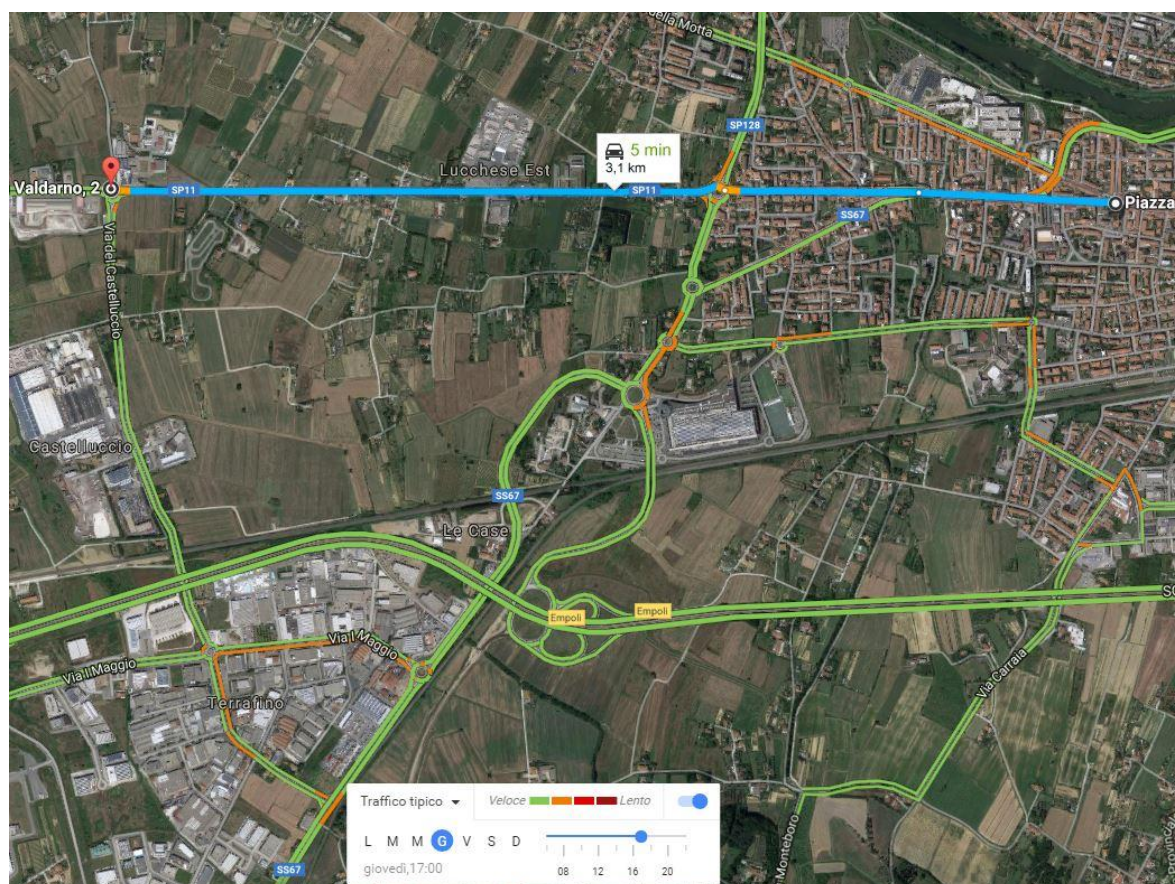 della Motta
SP128
5 min
3,1 km
Lucchese Est
Valdarno, 2
SP11
SP11
Piazza
SS67
Via del Castelluccio
Castelluccio
SS67
Le Case
Empoli
Empoli
Via I Maggio
Via I Maggio
Via Carraia
Terrafino
Traffico tipico
Veloce
Lento
L M M G V S D
giovedì,17:00
08 12 16 20
SS67
Monteboro